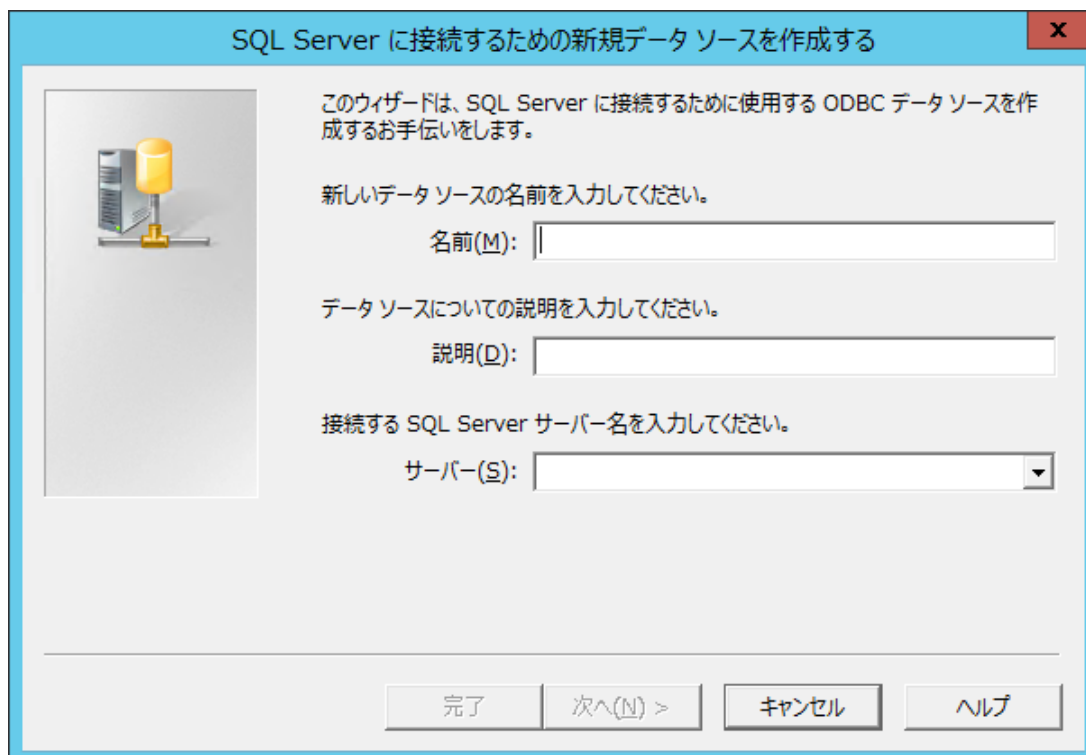 SQL Server に接続するための新規データ ソースを作成する
x
このウィザードは、SQL Server に接続するために使用する ODBC データ ソースを作
成するお手伝いをします。
新しいデータ ソースの名前を入力してください。
名前(M):
データ ソースについての説明を入力してください。
説明(D):
接続する SQL Server サーバー名を入力してください。
サーバー(S):
完了 次へ(N) > キャンセル ヘルプ